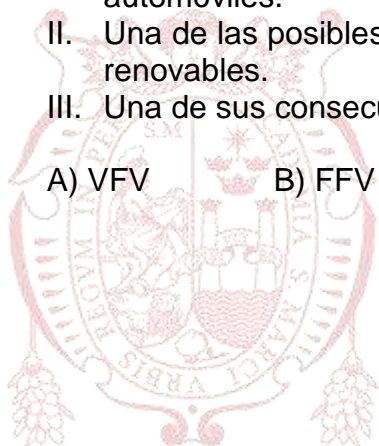 automóviles.
II. Una de las posibles
renovables.
III. Una de sus consecu
A) VFV B) FFV